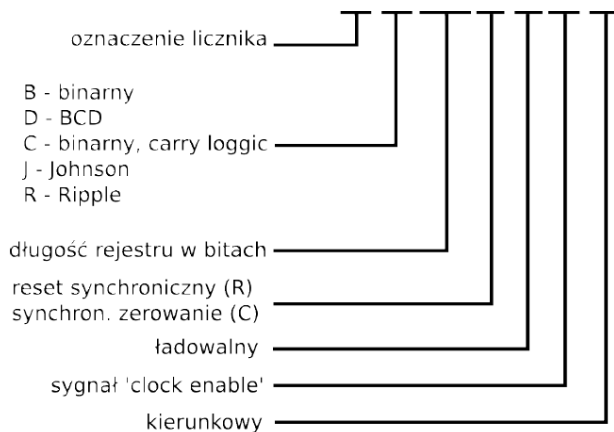 oznaczenie licznika
B - binarny
D - BCD
C - binarny, carry loggic
J - Johnson
R - Ripple
długość rejestru w bitach
reset synchroniczny (R)
synchron. zerowanie (C)
ładowalny
sygnał 'clock enable'
kierunkowy